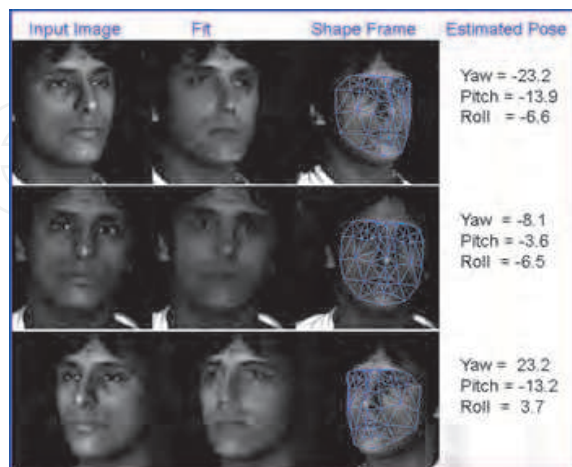 Input Image Fit Shape Frame Estimated Pose
Yaw = -23.2
Pitch = -13.9
Roll = -6.6
Yaw = -8.1
Pitch = -3.6
Roll = -6.5
Yaw = 23.2
Pitch = -13.2
Roll = 3.7